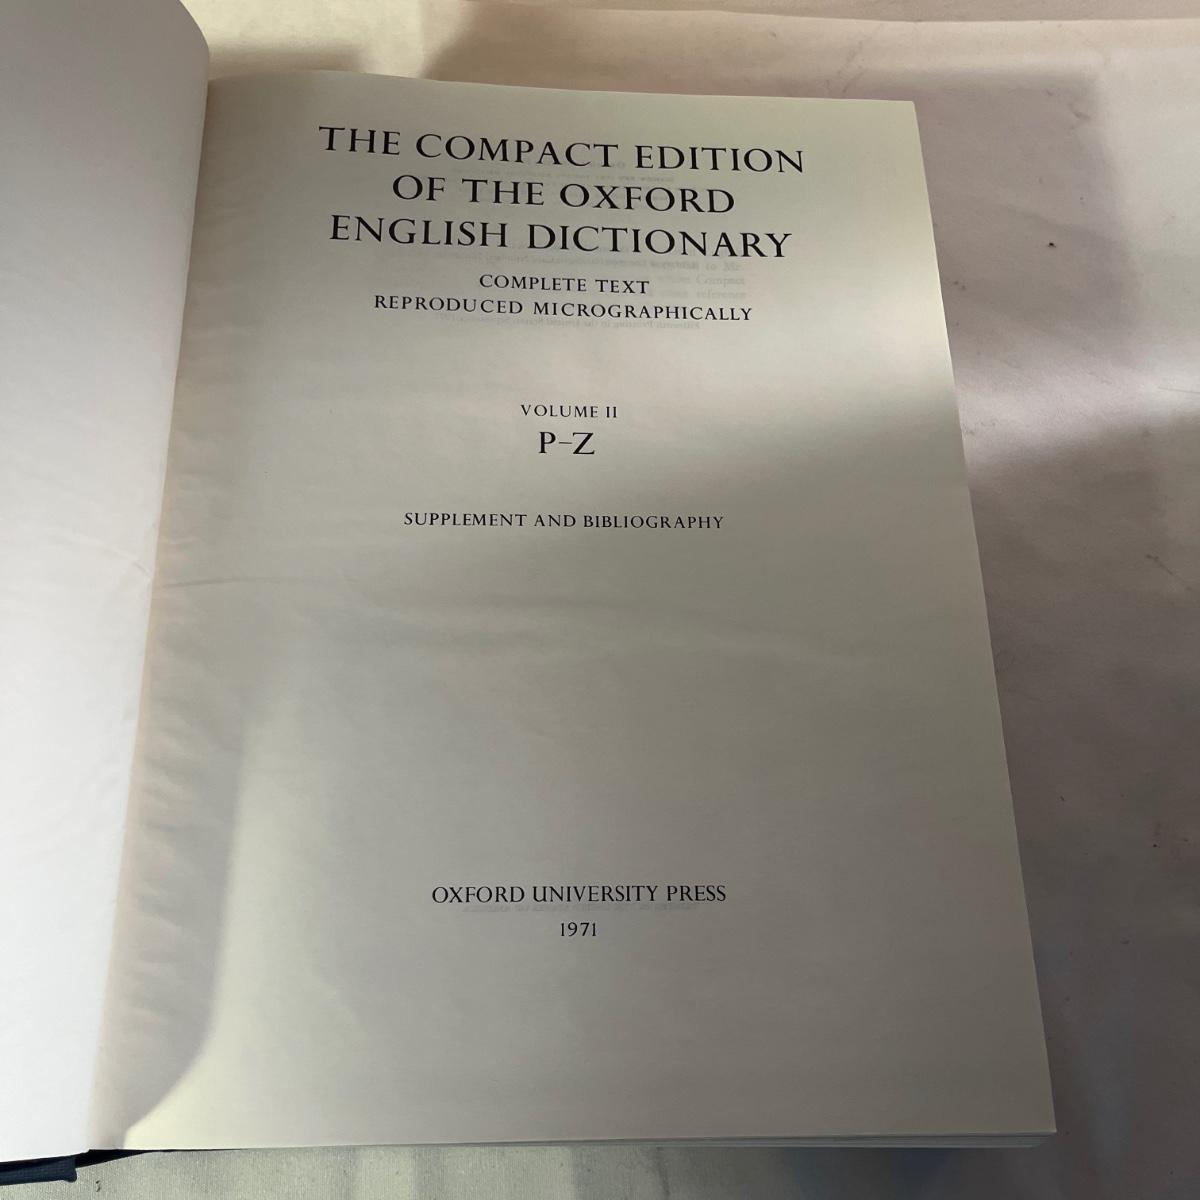 THE COMPACT EDITION
OF THE OXFORD
ENGLISH DICTIONARY
COMPLETE TEXT
REPRODUCED MICROGRAPHICALLY
VOLUME II
P–Z
SUPPLEMENT AND BIBLIOGRAPHY
OXFORD UNIVERSITY PRESS
1971